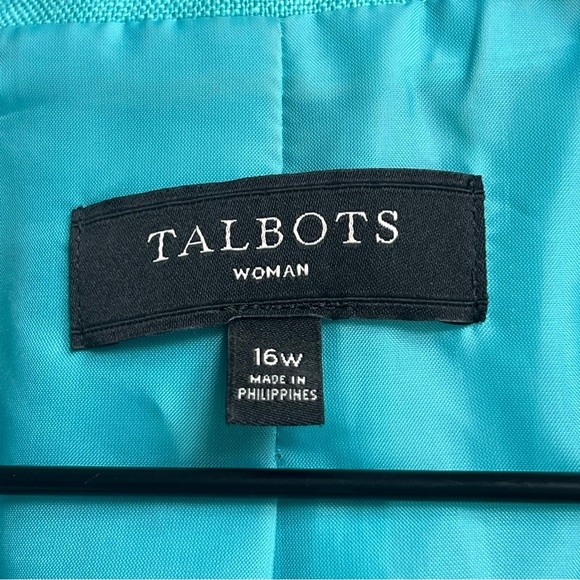 TALBOTS
WOMAN
16W
MADE IN
PHILIPPINES